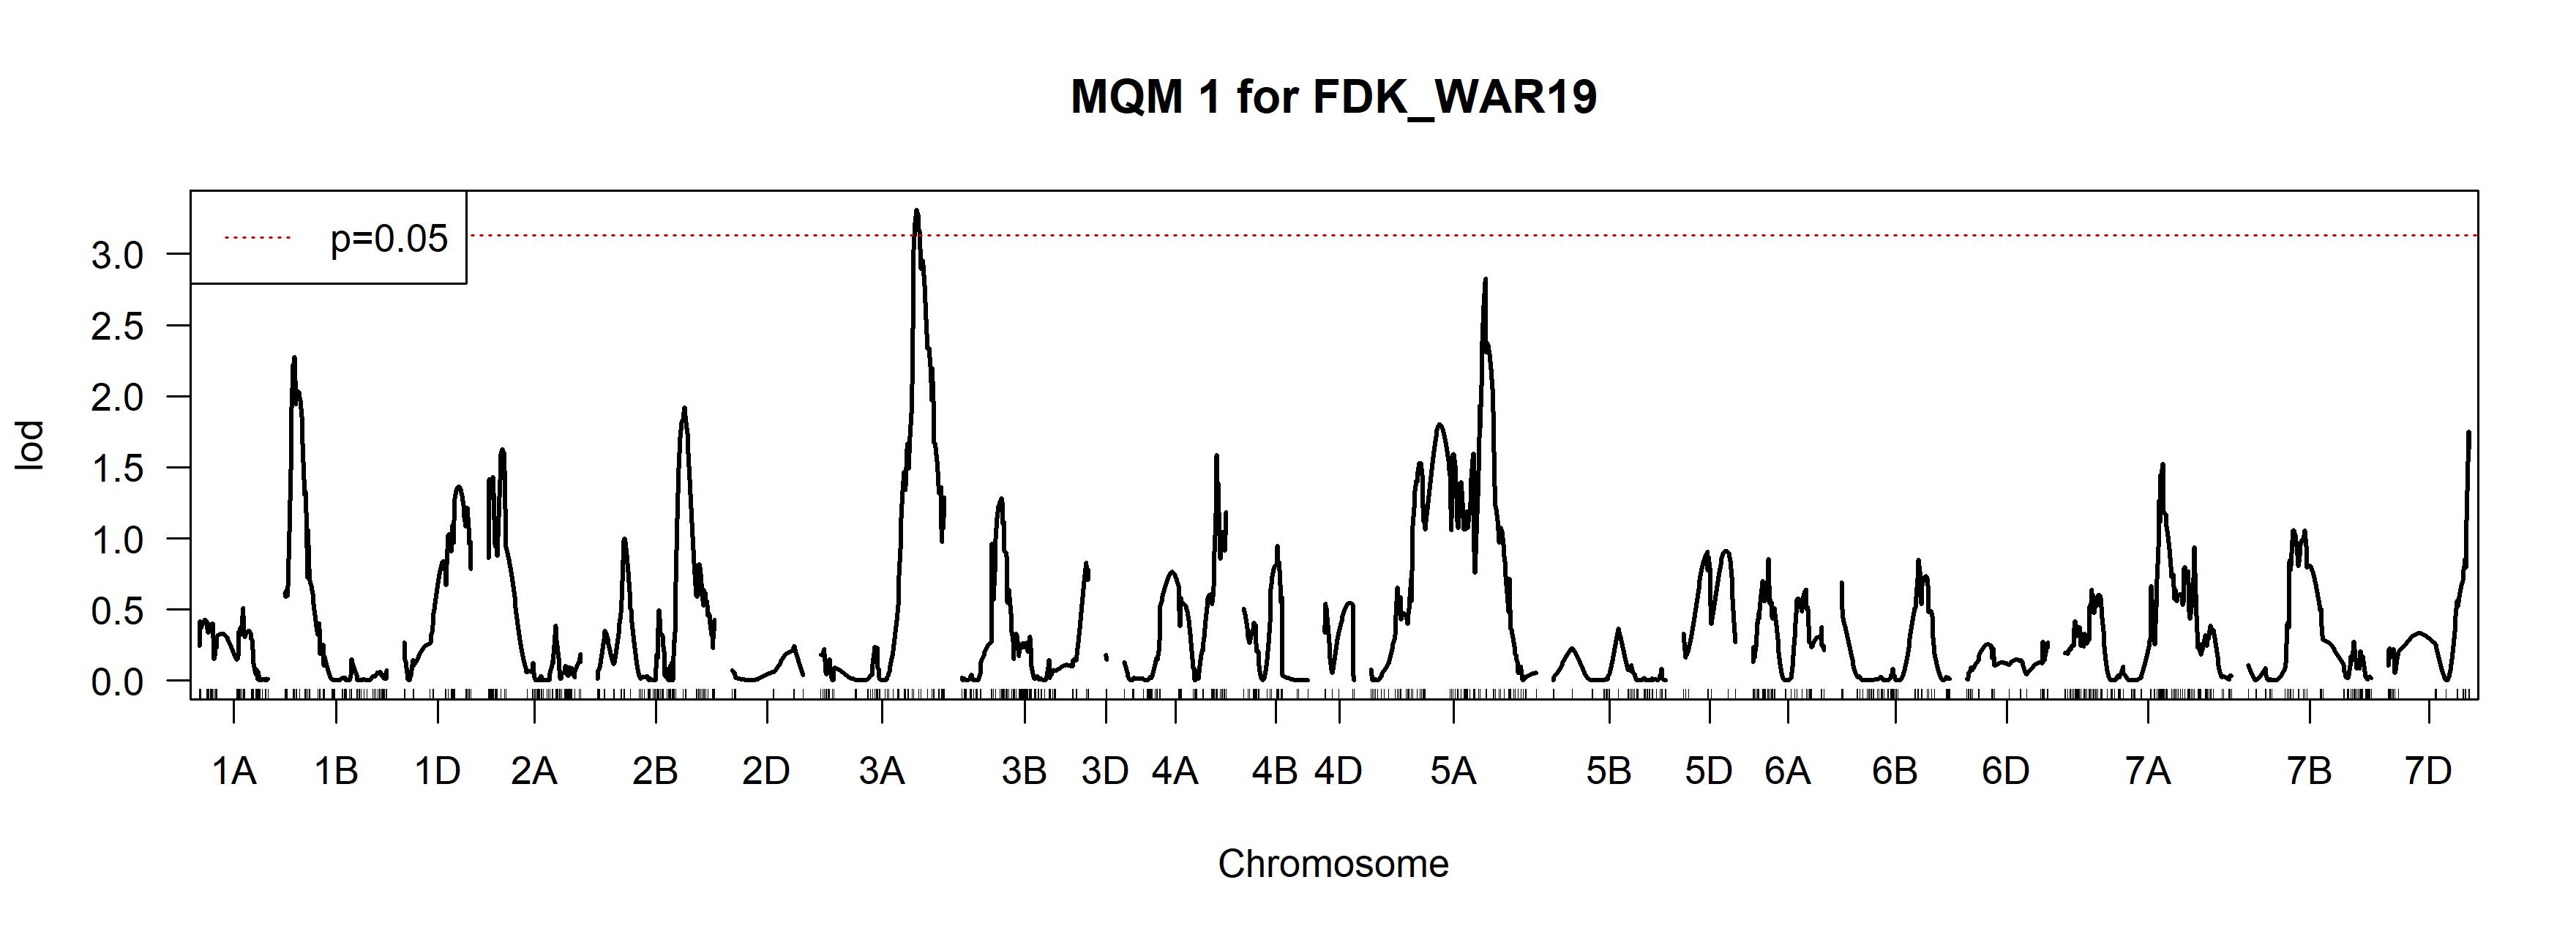 MQM 1 for FDK_WAR19
p=0.05
3.0
2.5
2.0
1.5
1.0
0.5
0.0
lod
1A 1B 1D 2A 2B 2D 3A 3B 3D 4A 4B 4D 5A 5B 5D 6A 6B 6D 7A 7B 7D
Chromosome